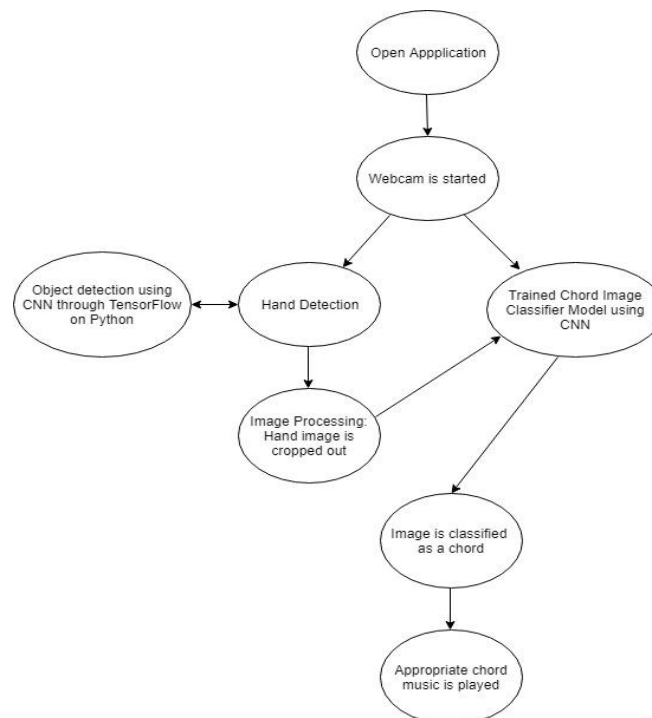 Open Appplication
Webcam is started
Object detection using
CNN through TensorFlow
on Python
Hand Detection
Trained Chord Image
Classifier Model using
CNN
Image Processing:
Hand image is
cropped out
Image is classified
as a chord
Appropriate chord
music is played